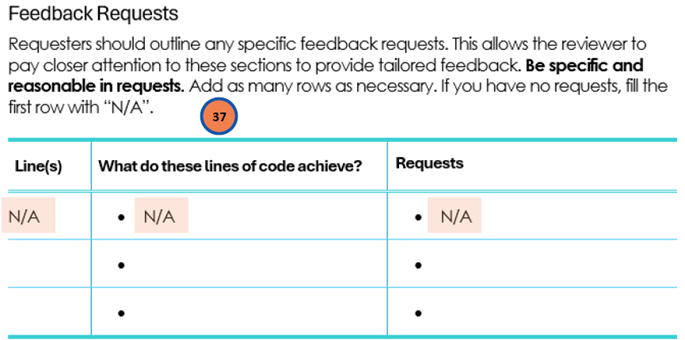 Feedback Requests
Requesters should outline any specific feedback requests. This allows the reviewer to
pay closer attention to these sections to provide tailored feedback. Be specific and
reasonable in requests. Add as many rows as necessary. If you have no requests, fill the
first row with “N/A”.
37
Line(s) What do these lines of code achieve? Requests
N/A • N/A • N/A
• •
• •